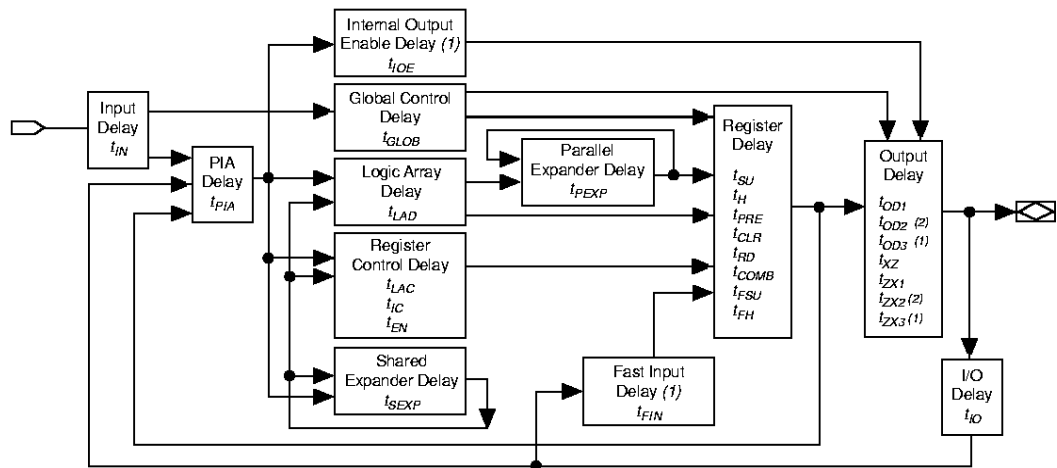 Internal Output
Enable Delay (1)
tIOE
Input
Delay
tIN
Global Control
Delay
tGLOB
Register
Delay
tSU
tH
tPRE
tCLR
tRD
tCOMB
tFSU
tFH
PIA
Delay
tPIA
Logic Array
Delay
tLAD
Parallel
Expander Delay
tPEXP
Output
Delay
tOD1
tOD2 (2)
tOD3 (1)
tXZ
tZX1
tZX2 (2)
tZX3 (1)
Register
Control Delay
tLAC
tIC
tEN
Shared
Expander Delay
tSEXP
Fast Input
Delay (1)
tFIN
I/O
Delay
tIO